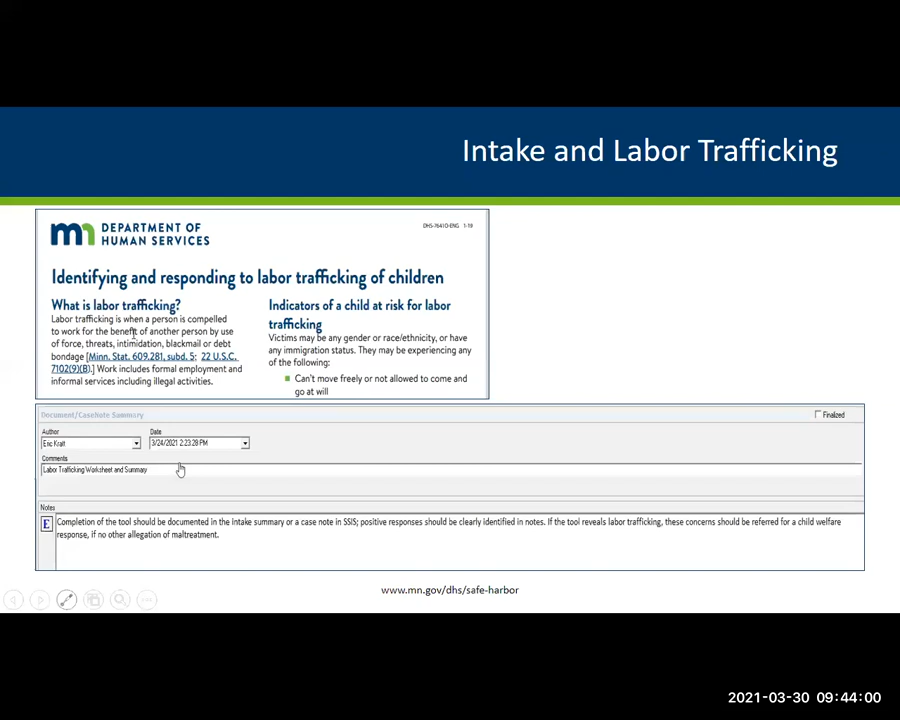 Intake and Labor Trafficking
DEPARTMENT OF
HUMAN SERVICES
DHS-7641O-ENG 1-19
Identifying and responding to labor trafficking of children
What is labor trafficking?
Labor trafficking is when a person is compelled
to work for the benefit of another person by use
of force, threats, intimidation, blackmail or debt
bondage [Minn. Stat. 609.281, subd. 5; 22 U.S.C.
7102(9)(B).] Work includes formal employment and
informal services including illegal activities.
Indicators of a child at risk for labor
trafficking
Victims may be any gender or race/ethnicity, or have
any immigration status. They may be experiencing any
of the following:
Can't move freely or not allowed to come and
go at will
Document/CaseNote Summary
Finalized
Author
Date
Eric Kraft
3/24/2021 2:23:28 PM
Comments
Labor Trafficking Worksheet and Summary
Notes
E
Completion of the tool should be documented in the Intake summary or a case note in SSIS; positive responses should be clearly identified in notes. If the tool reveals labor trafficking, these concerns should be referred for a child welfare
response, if no other allegation of maltreatment.
www.mn.gov/dhs/safe-harbor
2021-03-30 09:44:00